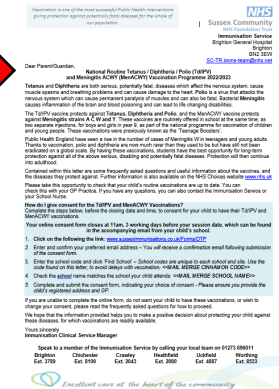 Vaccination is one of the most successful Public Health interventions
giving protection against potentially fatal diseases for the whole of
our population.
NHS
Sussex Community
NHS Foundation Trust
Immunisation Service
Brighton General Hospital
Brighton
BN2 3EW
SC-TR.imms-team@nhs.net
Dear Parent/Guardian,
National Routine Tetanus / Diphtheria / Polio (Td/IPV)
and Meningitis ACWY (MenACWY) Vaccination Programme 2022/2023
Tetanus and Diphtheria are both serious, potentially fatal, diseases which affect the nervous system, cause
muscle spasms and breathing problems and can cause damage to the heart. Polio is a virus that attacks the
nervous system which can cause permanent paralysis of muscles and can also be fatal. Bacterial Meningitis
causes inflammation of the brain and blood poisoning and can lead to life changing disabilities.
The Td/IPV vaccine protects against Tetanus, Diphtheria and Polio, and the MenACWY vaccine protects
against Meningitis strains A C W and Y. These vaccines are routinely offered in school at the same time, as
two separate injections, for boys and girls in year 9, as part of the national programme for vaccination of children
and young people. These vaccinations were previously known as the 'Teenage Boosters'.
Public Health England have seen a rise in the number of cases of Meningitis W in teenagers and young adults.
Thanks to vaccination, polio and diphtheria are now much rarer than they used to be but have still not been
eradicated on a global scale. By having these vaccinations, students have the best opportunity for long-term
protection against all of the above serious, disabling and potentially fatal diseases. Protection will then continue
into adulthood.
Contained within this letter are some frequently asked questions and useful information about the vaccines, and
the diseases they protect against. Further information is also available on the NHS Choices website www.nhs.uk
Please take this opportunity to check that your child's routine vaccinations are up to date. You can
check this with your GP Practice. If you have any questions, you can also contact the Immunisation Service or
your School Nurse.
How do I give consent for the Td/IPV and MenACWY Vaccinations?
Complete the steps below, before the closing date and time, to consent for your child to have their Td/IPV and
MenACWY vaccinations.
Your online consent form closes at 11am, 2 working days before your session date, which can be found
in the accompanying email from your child's school.
1. Click on the following the link: www.susseximmunisations.co.uk/Forms/DTP
2. Enter and confirm your preferred email address – You will receive a confirmation email following submission
of the consent form.
3. Enter the school code and click 'Find School' – School codes are unique to each school and site. Use the
code found on this letter, to avoid delays with vaccinations: <<MAIL MERGE CINNAMON CODE>>
4. Check the school name matches the school your child attends. <<MAIL MERGE SCHOOL NAME>>
5. Complete and submit the consent form, indicating your choice of consent - Please ensure you provide the
child's registered address and GP.
If you are unable to complete the online form, do not want your child to have these vaccinations, or wish to
change your consent, please read the frequently asked questions for how to proceed.
We hope that the information provided helps you to make a positive decision about protecting your child against
these diseases, for which vaccinations are readily available.
Yours sincerely
Immunisation Clinical Service Manager
Speak to a member of the Immunisation Service by calling your local team on 01273 696011
Brighton Chichester Crawley Heathfield Uckfield Worthing
Ext. 3789 Ext. 8100 Ext. 2043 Ext. 2080 Ext. 4087 Ext. 8533
Excellent care at the heart of the community